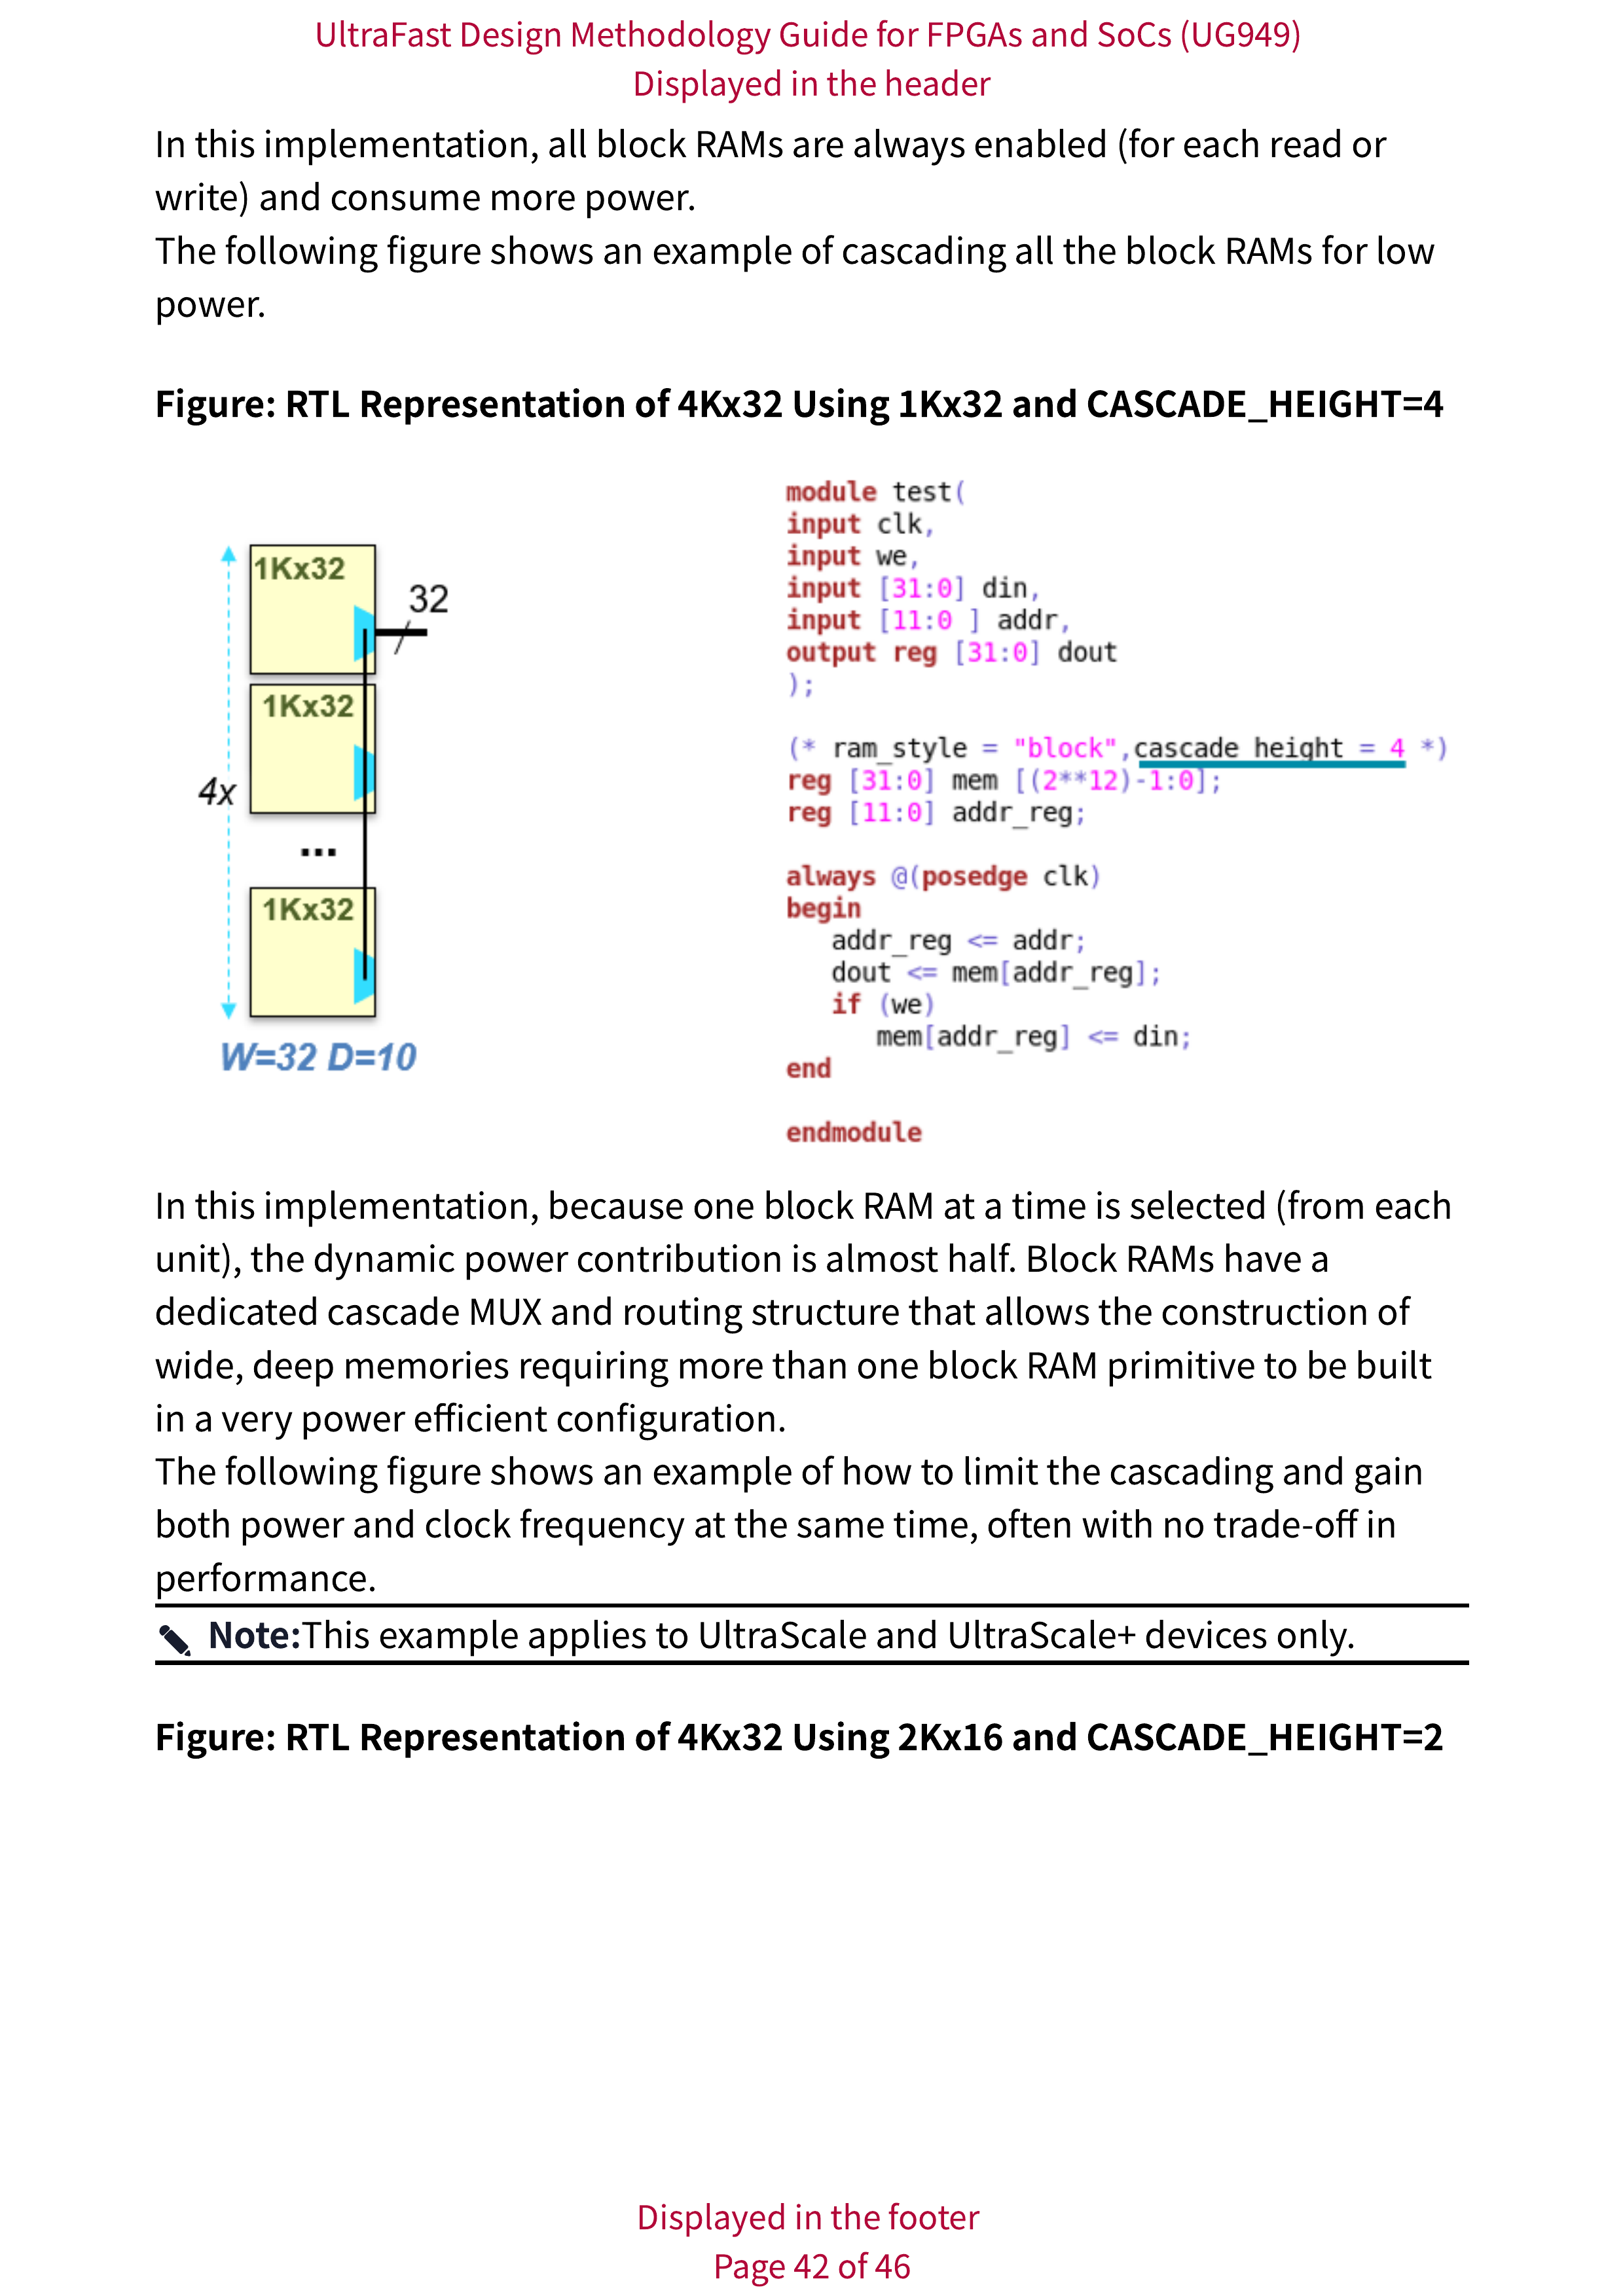 UltraFast Design Methodology Guide for FPGAs and SoCs (UG949)
Displayed in the header
In this implementation, all block RAMs are always enabled (for each read or
write) and consume more power.
The following figure shows an example of cascading all the block RAMs for low
power.
Figure: RTL Representation of 4Kx32 Using 1Kx32 and CASCADE_HEIGHT=4
1Kx32
32
1Kx32
4x
...
1Kx32
W=32 D=10
module test(
input clk,
input we,
input [31:0] din,
input [11:0 ] addr,
output reg [31:0] dout
);
(* ram_style = "block",cascade_height = 4 *)
reg [31:0] mem [(2**12)-1:0];
reg [11:0] addr_reg;
always @(posedge clk)
begin
addr_reg <= addr;
dout <= mem[addr_reg];
if (we)
mem[addr_reg] <= din;
end
endmodule
In this implementation, because one block RAM at a time is selected (from each
unit), the dynamic power contribution is almost half. Block RAMs have a
dedicated cascade MUX and routing structure that allows the construction of
wide, deep memories requiring more than one block RAM primitive to be built
in a very power efficient configuration.
The following figure shows an example of how to limit the cascading and gain
both power and clock frequency at the same time, often with no trade-off in
performance.
Note:This example applies to UltraScale and UltraScale+ devices only.
Figure: RTL Representation of 4Kx32 Using 2Kx16 and CASCADE_HEIGHT=2
Displayed in the footer
Page 42 of 46